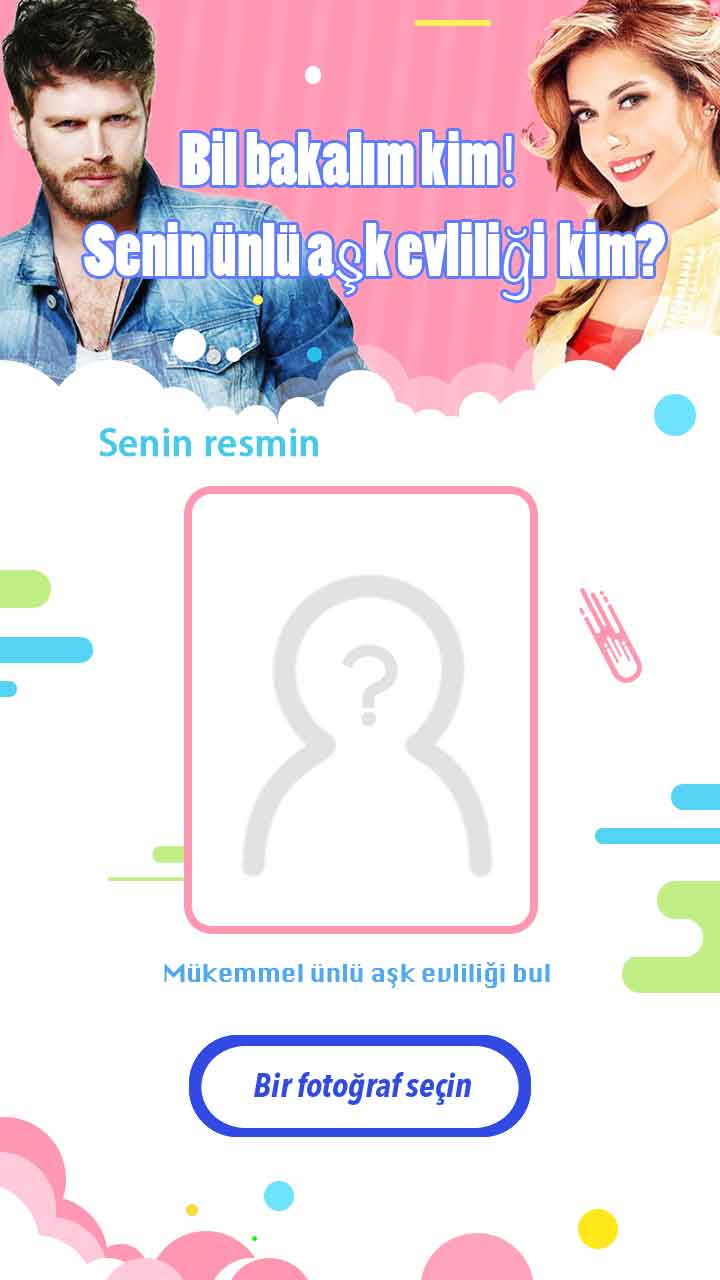 Bil bakalım kim!
Senin ünlü aşk evliliği kim?
Senin resmin
?
Mükemmel ünlü aşk evliliği bul
Bir fotoğraf seçin